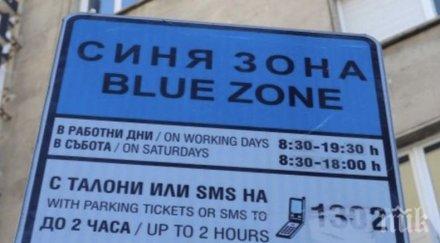 СИНЯ ЗОНА
BLUE ZONE
В РАБОТНИ ДНИ / ON WORKING DAYS 8:30-19:30 h
В СЪБОТА / ON SATURDAYS 8:30-18:00 h
С ТАЛОНИ ИЛИ SMS НА 1302
WITH PARKING TICKETS OR SMS TO
ДО 2 ЧАСА / UP TO 2 HOURS